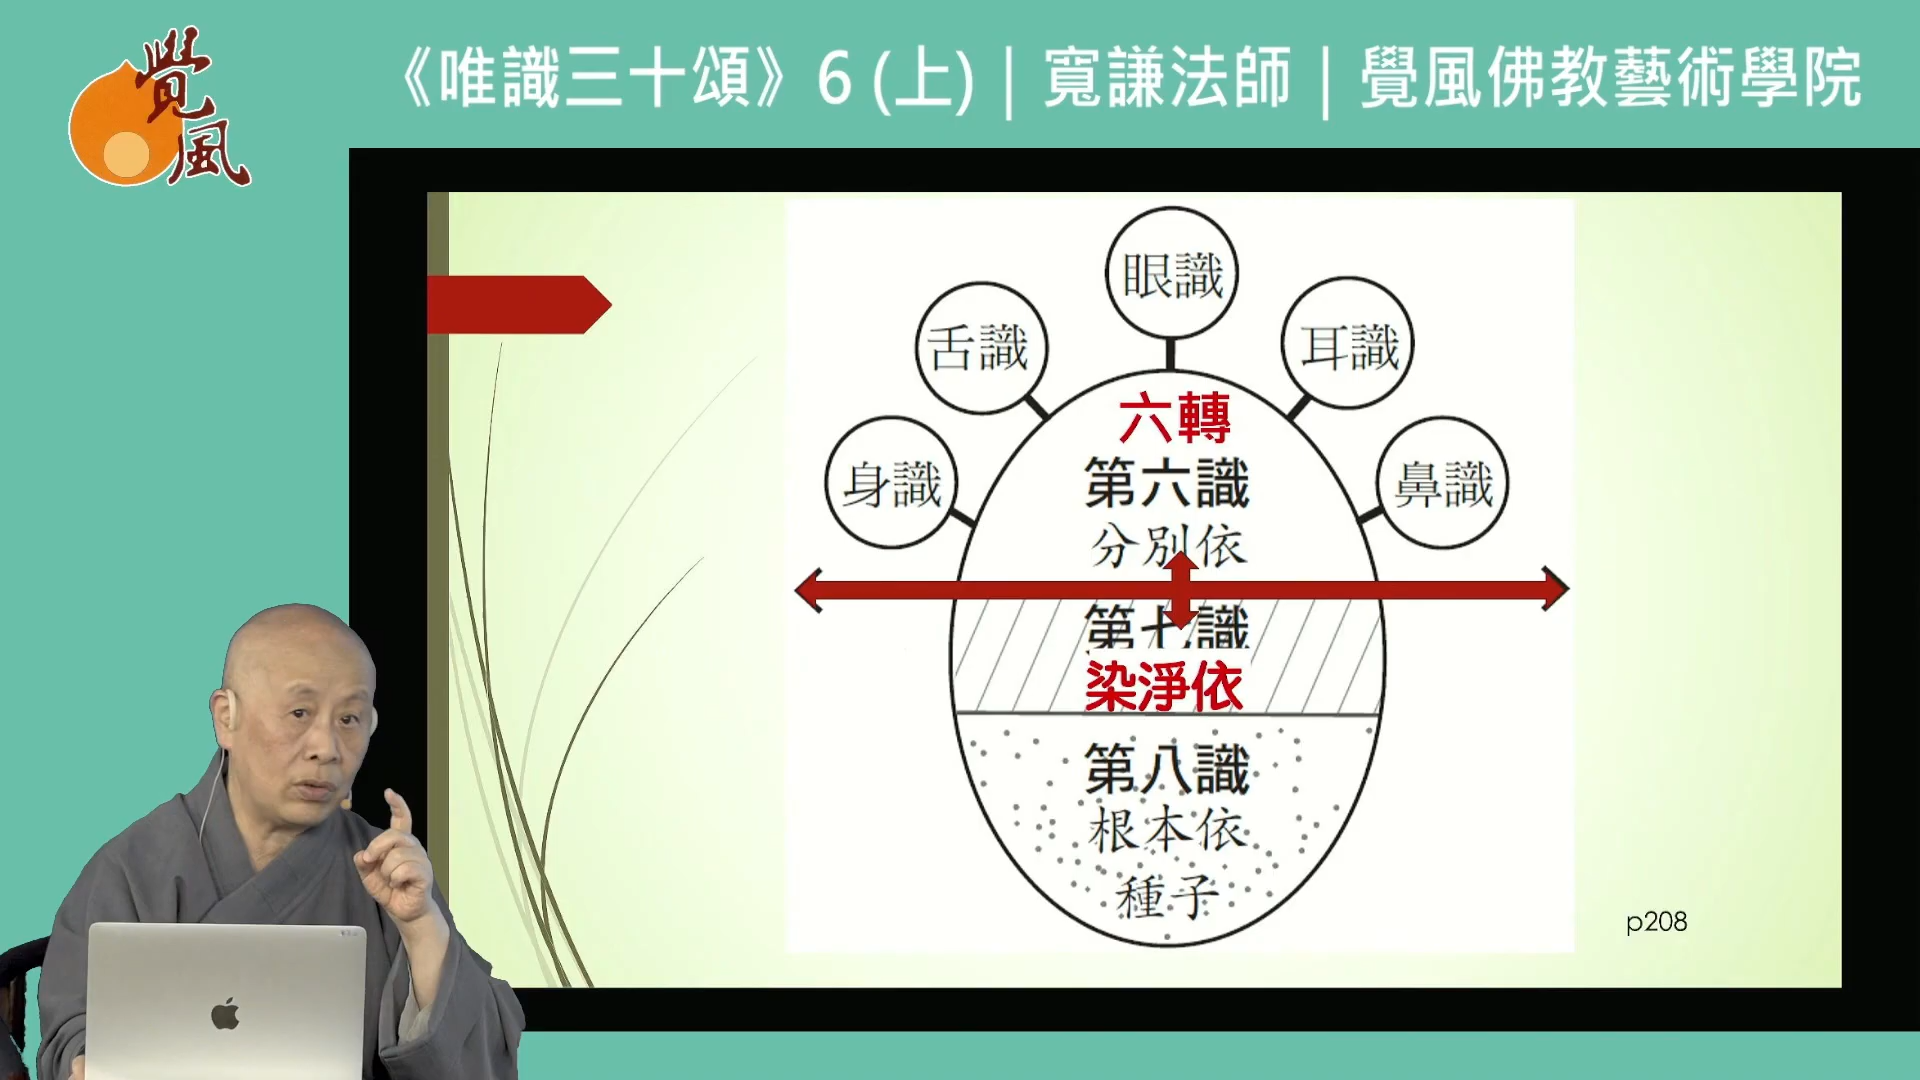 覺風
《唯識三十頌》6 (上)｜寬謙法師｜覺風佛教藝術學院
眼識
舌識
耳識
身識
鼻識
六轉
第六識
分別依
第七識
染淨依
第八識
根本依
種子
p208